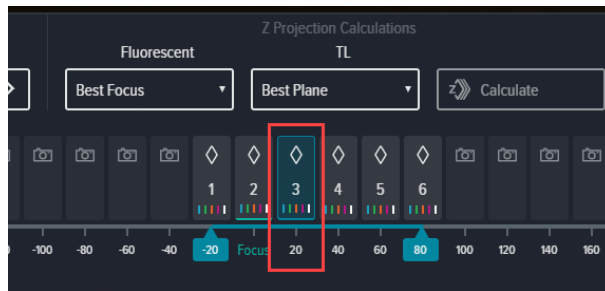 Z Projection Calculations
Fluorescent TL
Best Focus Best Plane Calculate
1 2 3 4 5 6
-100 -80 -60 -40 -20 Focus 20 40 60 80 100 120 140 160